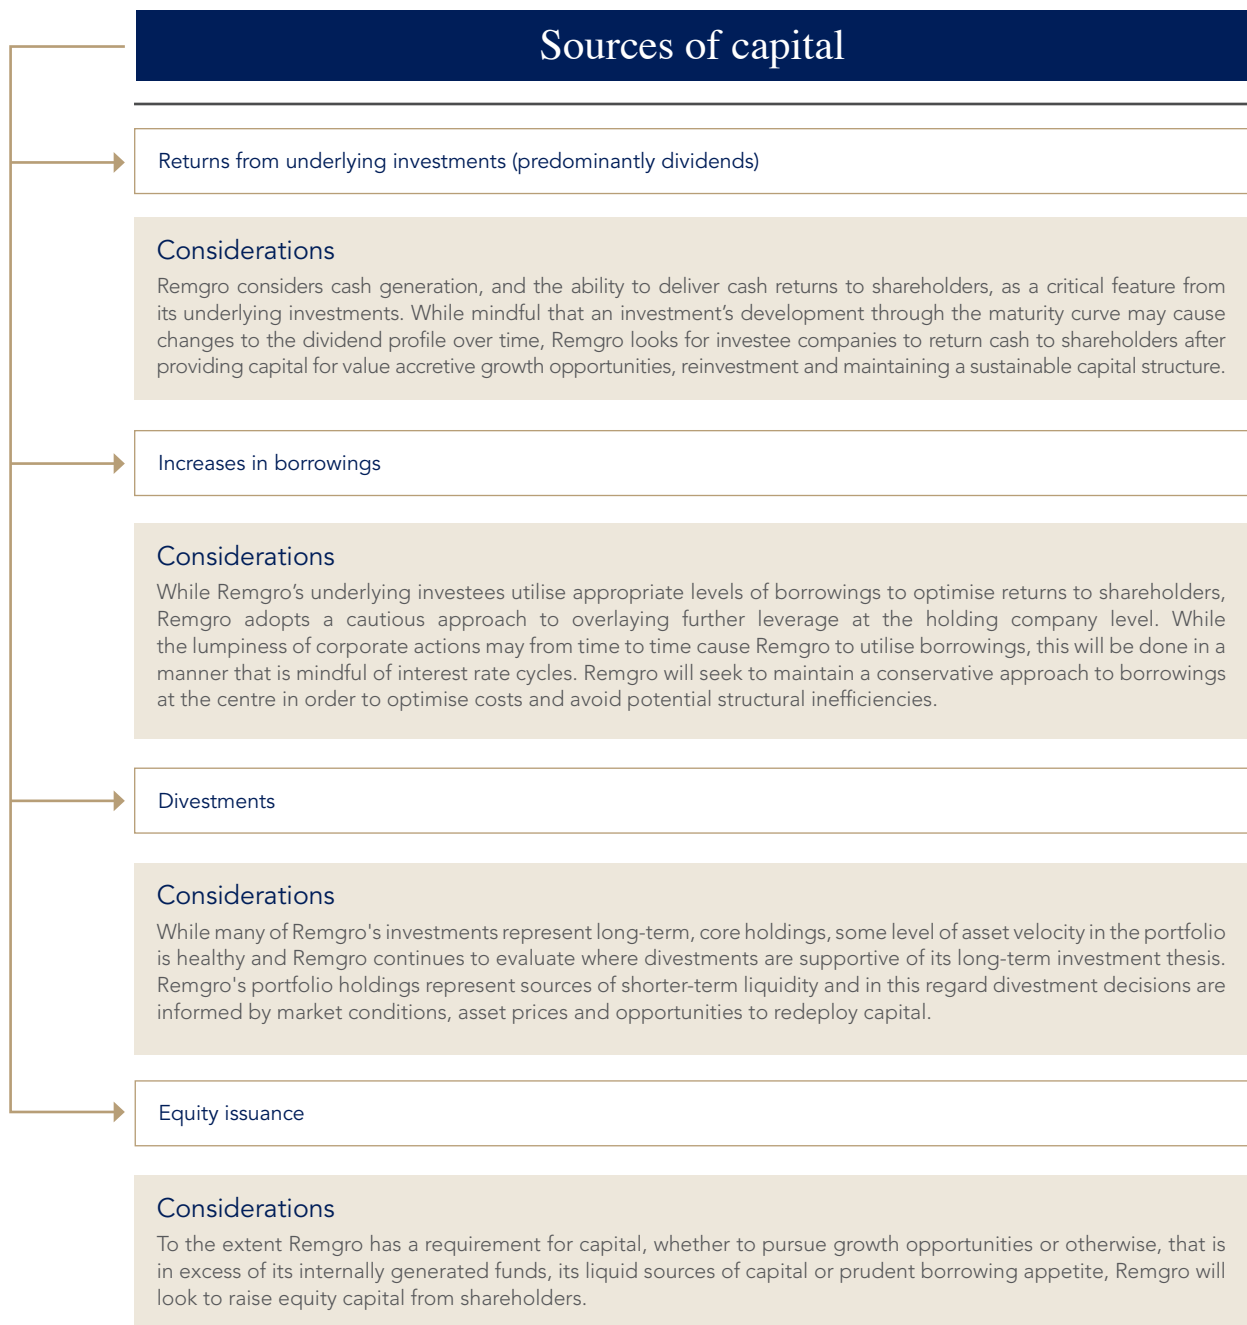 Sources of capital
Returns from underlying investments (predominantly dividends)
Considerations
Remgro considers cash generation, and the ability to deliver cash returns to shareholders, as a critical feature from
its underlying investments. While mindful that an investment’s development through the maturity curve may cause
changes to the dividend profile over time, Remgro looks for investee companies to return cash to shareholders after
providing capital for value accretive growth opportunities, reinvestment and maintaining a sustainable capital structure.
Increases in borrowings
Considerations
While Remgro’s underlying investees utilise appropriate levels of borrowings to optimise returns to shareholders,
Remgro adopts a cautious approach to overlaying further leverage at the holding company level. While
the lumpiness of corporate actions may from time to time cause Remgro to utilise borrowings, this will be done in a
manner that is mindful of interest rate cycles. Remgro will seek to maintain a conservative approach to borrowings
at the centre in order to optimise costs and avoid potential structural inefficiencies.
Divestments
Considerations
While many of Remgro's investments represent long-term, core holdings, some level of asset velocity in the portfolio
is healthy and Remgro continues to evaluate where divestments are supportive of its long-term investment thesis.
Remgro's portfolio holdings represent sources of shorter-term liquidity and in this regard divestment decisions are
informed by market conditions, asset prices and opportunities to redeploy capital.
Equity issuance
Considerations
To the extent Remgro has a requirement for capital, whether to pursue growth opportunities or otherwise, that is
in excess of its internally generated funds, its liquid sources of capital or prudent borrowing appetite, Remgro will
look to raise equity capital from shareholders.